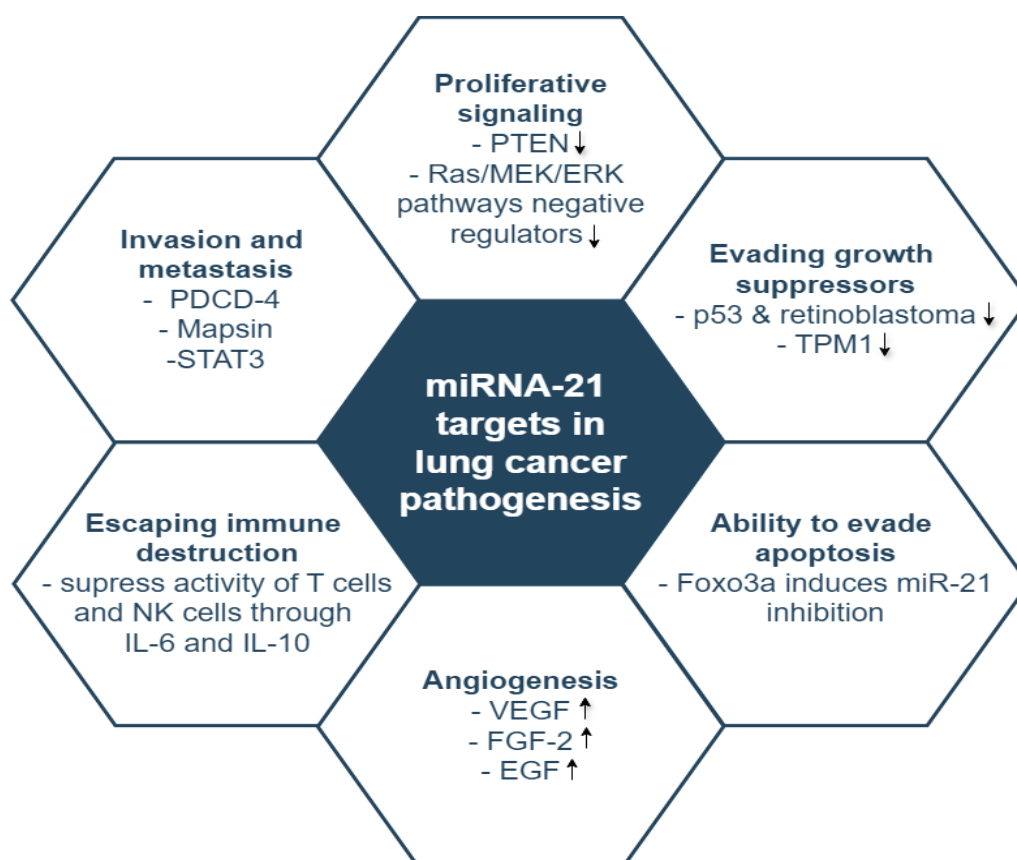 Proliferative
signaling
- PTEN ↓
- Ras/MEK/ERK
pathways negative
regulators ↓
Invasion and
metastasis
- PDCD-4
- Mapsin
-STAT3
Evading growth
suppressors
- p53 & retinoblastoma ↓
- TPM1 ↓
miRNA-21
targets in
lung cancer
pathogenesis
Escaping immune
destruction
- supress activity of T cells
and NK cells through
IL-6 and IL-10
Ability to evade
apoptosis
- Foxo3a induces miR-21
inhibition
Angiogenesis
- VEGF ↑
- FGF-2 ↑
- EGF ↑